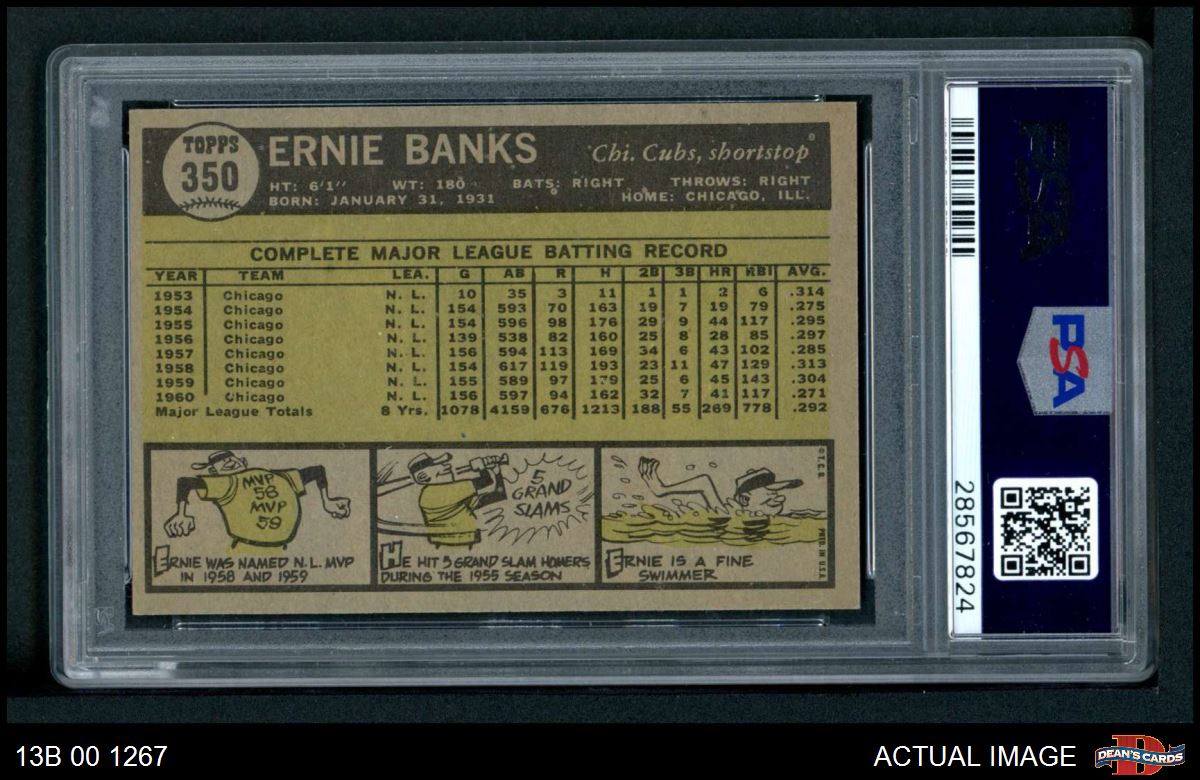 TOPPS
350
ERNIE BANKS
Chi. Cubs, shortstop
HT: 6'1" WT: 180 BATS: RIGHT THROWS: RIGHT
BORN: JANUARY 31, 1931 HOME: CHICAGO, ILL.
COMPLETE MAJOR LEAGUE BATTING RECORD
YEAR TEAM LEA. G AB R H 2B 3B HR RBI AVG.
1953 Chicago N. L. 10 35 3 11 1 1 2 6 .314
1954 Chicago N. L. 154 593 70 163 19 7 19 79 .275
1955 Chicago N. L. 154 596 98 176 29 9 44 117 .295
1956 Chicago N. L. 139 538 82 160 25 8 28 85 .297
1957 Chicago N. L. 156 594 113 169 34 6 43 102 .285
1958 Chicago N. L. 154 617 119 193 23 11 47 129 .313
1959 Chicago N. L. 155 589 97 179 25 6 45 143 .304
1960 Chicago N. L. 156 597 94 162 32 7 41 117 .271
Major League Totals 8 Yrs. 1078 4159 676 1213 188 55 269 778 .292
MVP
58
MVP
59
ERNIE WAS NAMED N.L. MVP
IN 1958 AND 1959
5
GRAND
SLAMS
HE HIT 5 GRAND SLAM HOMERS
DURING THE 1955 SEASON
ERNIE IS A FINE
SWIMMER
© T.C.G.
PRTD. IN U.S.A.
PSA
PSA
28567824
13B 00 1267
ACTUAL IMAGE
DEAN'S CARDS